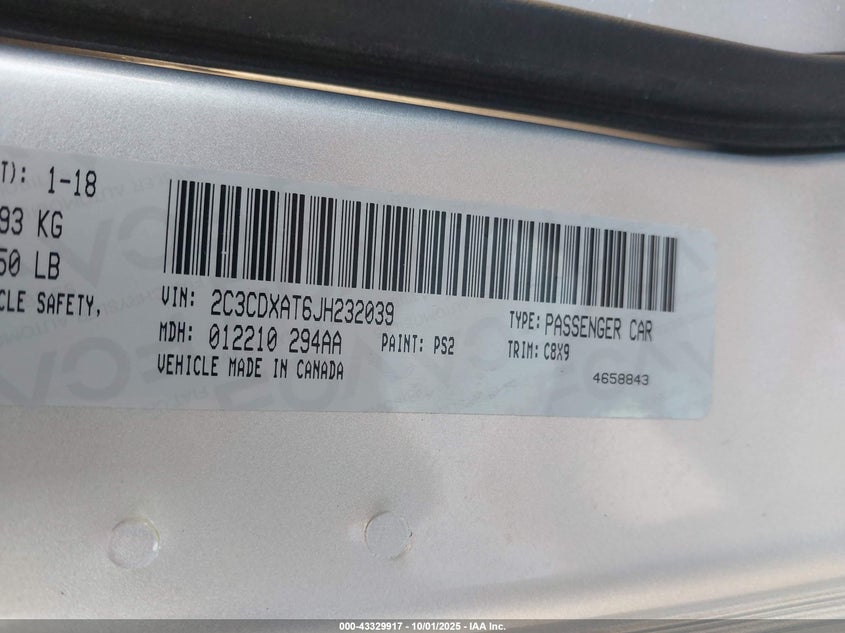 T): 1-18
93 KG
50 LB
CLE SAFETY,
VIN: 2C3CDXAT6JH232039
TYPE: PASSENGER CAR
MDH: 012210 294AA
PAINT: PS2
TRIM: C8X9
VEHICLE MADE IN CANADA
4658843
000-43329917 - 10/01/2025 - IAA Inc.